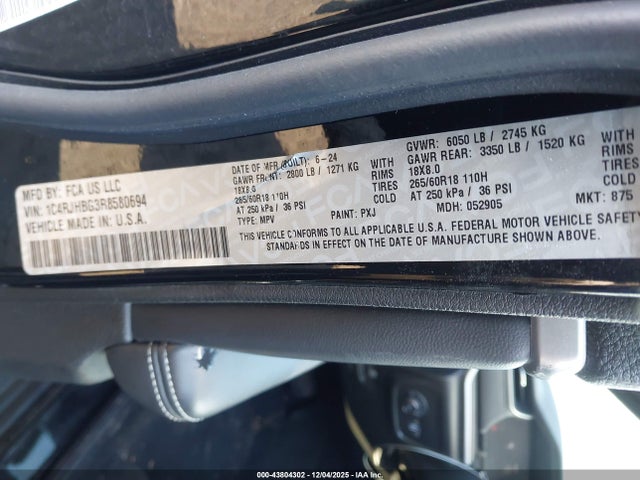 MFD BY: FCA US LLC
VIN: 1C4RJHBG3R8580694
VEHICLE MADE IN U.S.A.
DATE OF MFR (BUILT): 6-24
GAWR FRONT: 2800 LB / 1271 KG WITH
18X8.0 RIMS
265/60R18 110H
AT 250 kPa / 36 PSI COLD
TYPE: MPV PAINT: PXJ
GVWR: 6050 LB / 2745 KG
GAWR REAR: 3350 LB / 1520 KG WITH
18X8.0 RIMS
265/60R18 110H
AT 250 kPa / 36 PSI COLD
MDH: 052905 MKT: 875
THIS VEHICLE CONFORMS TO ALL APPLICABLE U.S.A. FEDERAL MOTOR VEHICLE SAFETY
STANDARDS IN EFFECT ON THE DATE OF MANUFACTURE SHOWN ABOVE.
000-43804302 - 12/04/2025 - IAA Inc.